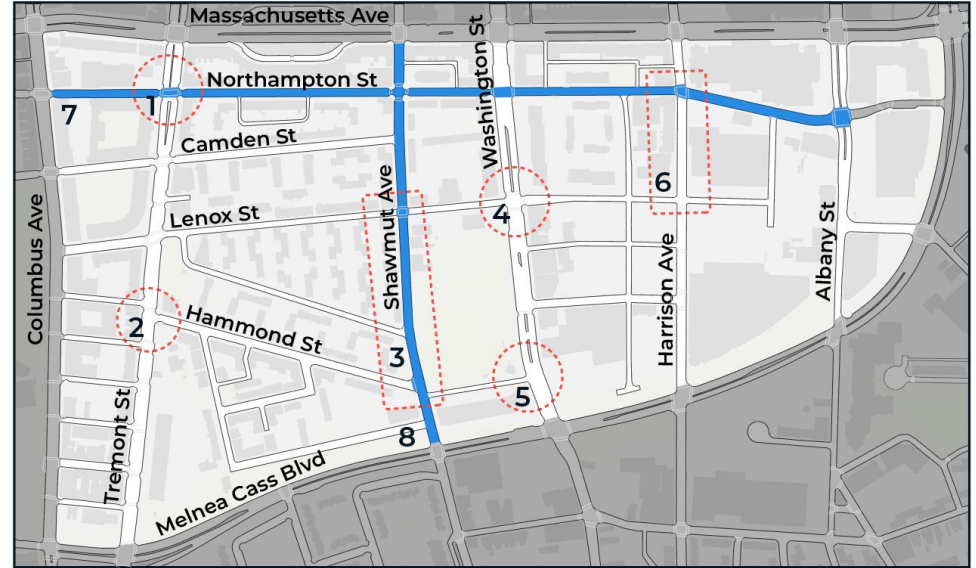 Massachusetts Ave
Northampton St
Washington St
7
1
Camden St
6
Shawmut Ave
Lenox St
4
Columbus Ave
Albany St
Harrison Ave
2
Hammond St
3
5
Tremont St
8
Melnea Cass Blvd